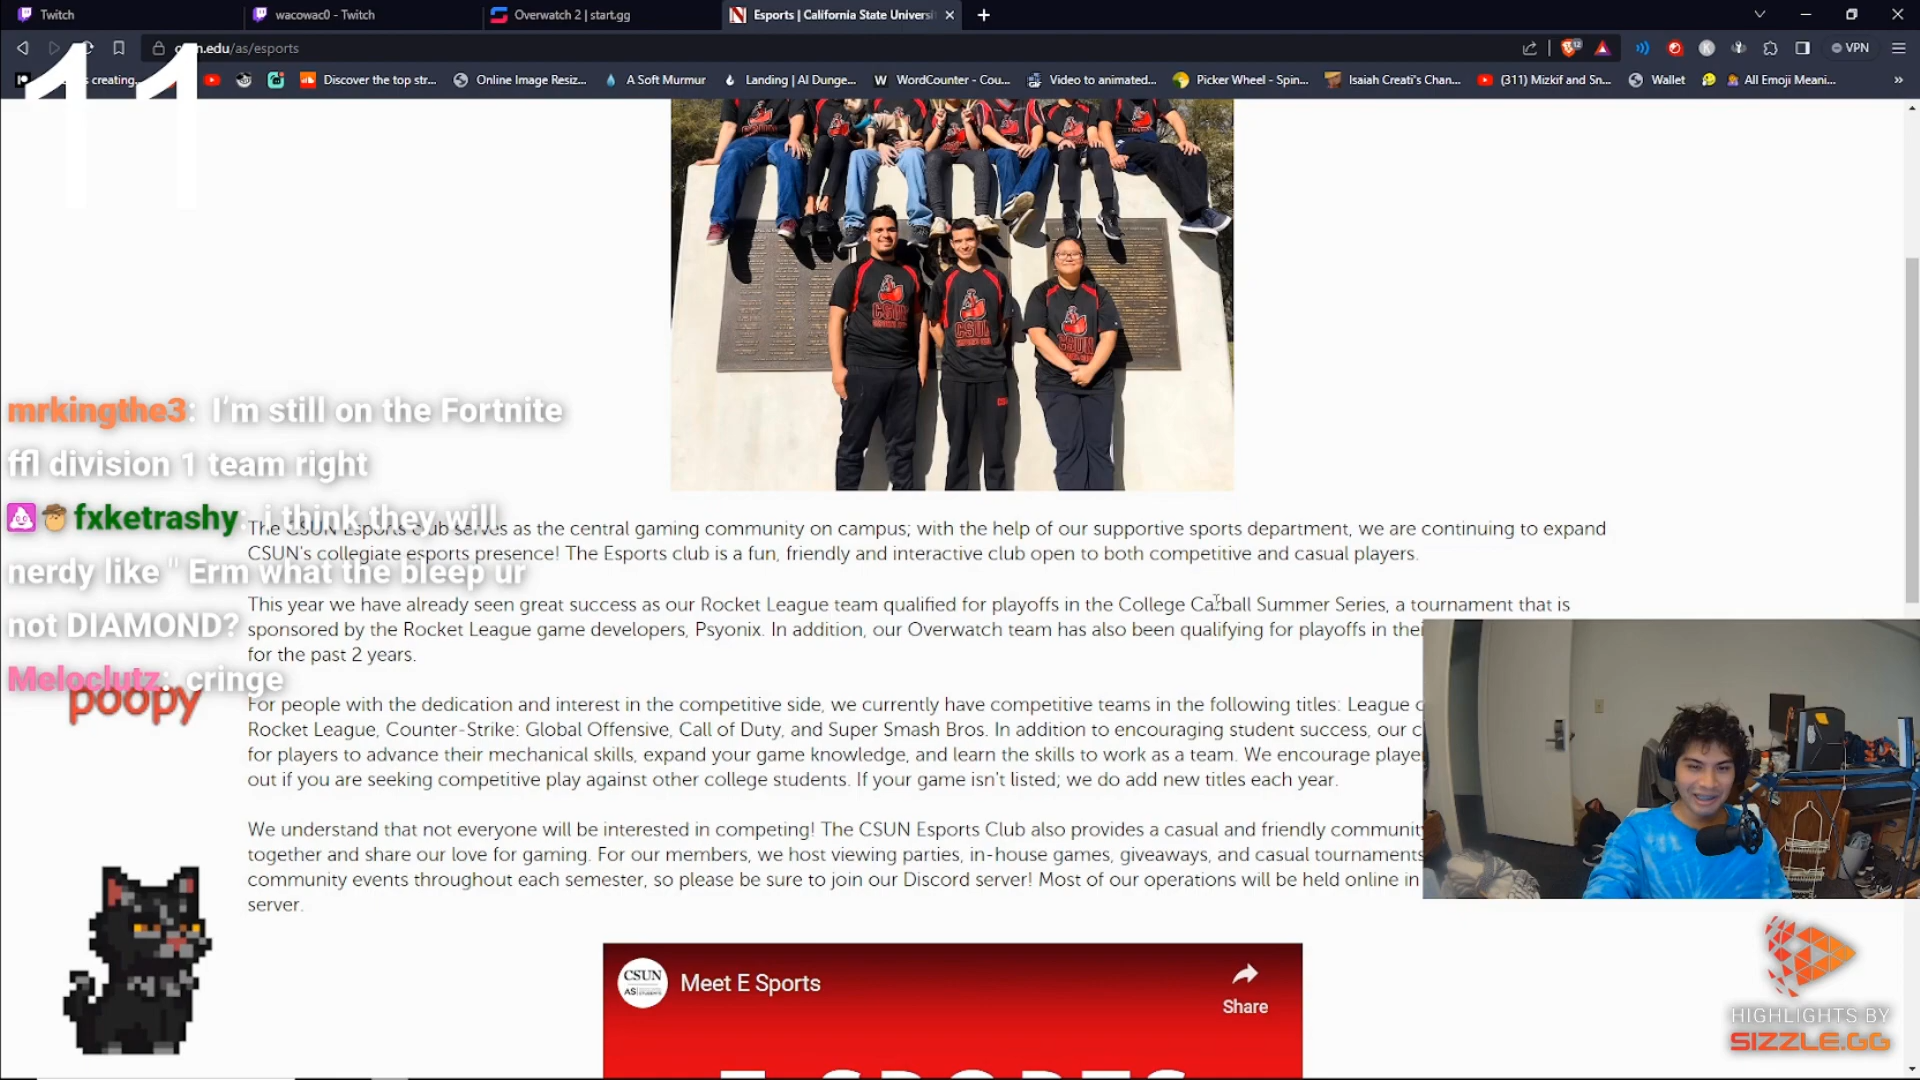 Twitch
wacowac0 - Twitch
Overwatch 2 | start.gg
Esports | California State Universi
.edu/as/esports
VPN
creating...
Discover the top str...
Online Image Resiz...
A Soft Murmur
Landing | AI Dunge...
WordCounter - Cou...
Video to animated...
Picker Wheel - Spin...
Isaiah Creati's Chan...
(311) Mizkif and Sn...
Wallet
All Emoji Meani...
11
CSUN
CSUN
CSUN
mrkingthe3: I'm still on the Fortnite
ffl division 1 team right
fxketrashy: i think they will
nerdy like " Erm what the bleep ur
not DIAMOND?
Meloclutz: cringe
poopy
The CSUN Esports Club serves as the central gaming community on campus; with the help of our supportive sports department, we are continuing to expand
CSUN's collegiate esports presence! The Esports club is a fun, friendly and interactive club open to both competitive and casual players.
This year we have already seen great success as our Rocket League team qualified for playoffs in the College Carball Summer Series, a tournament that is
sponsored by the Rocket League game developers, Psyonix. In addition, our Overwatch team has also been qualifying for playoffs in thei
for the past 2 years.
For people with the dedication and interest in the competitive side, we currently have competitive teams in the following titles: League o
Rocket League, Counter-Strike: Global Offensive, Call of Duty, and Super Smash Bros. In addition to encouraging student success, our c
for players to advance their mechanical skills, expand your game knowledge, and learn the skills to work as a team. We encourage playe
out if you are seeking competitive play against other college students. If your game isn't listed; we do add new titles each year.
We understand that not everyone will be interested in competing! The CSUN Esports Club also provides a casual and friendly community
together and share our love for gaming. For our members, we host viewing parties, in-house games, giveaways, and casual tournaments
community events throughout each semester, so please be sure to join our Discord server! Most of our operations will be held online in
server.
CSUN
AS
Meet E Sports
Share
E SPORTS
HIGHLIGHTS BY
SIZZLE.GG